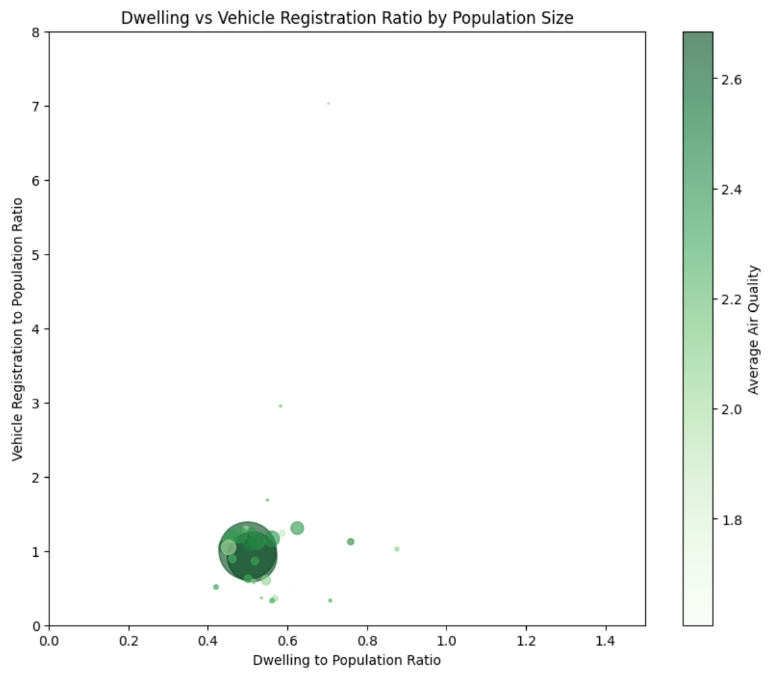 Dwelling vs Vehicle Registration Ratio by Population Size
8
7
6
5
4
3
2
1
0
Vehicle Registration to Population Ratio
0.0 0.2 0.4 0.6 0.8 1.0 1.2 1.4
Dwelling to Population Ratio
2.6
2.4
2.2
2.0
1.8
Average Air Quality